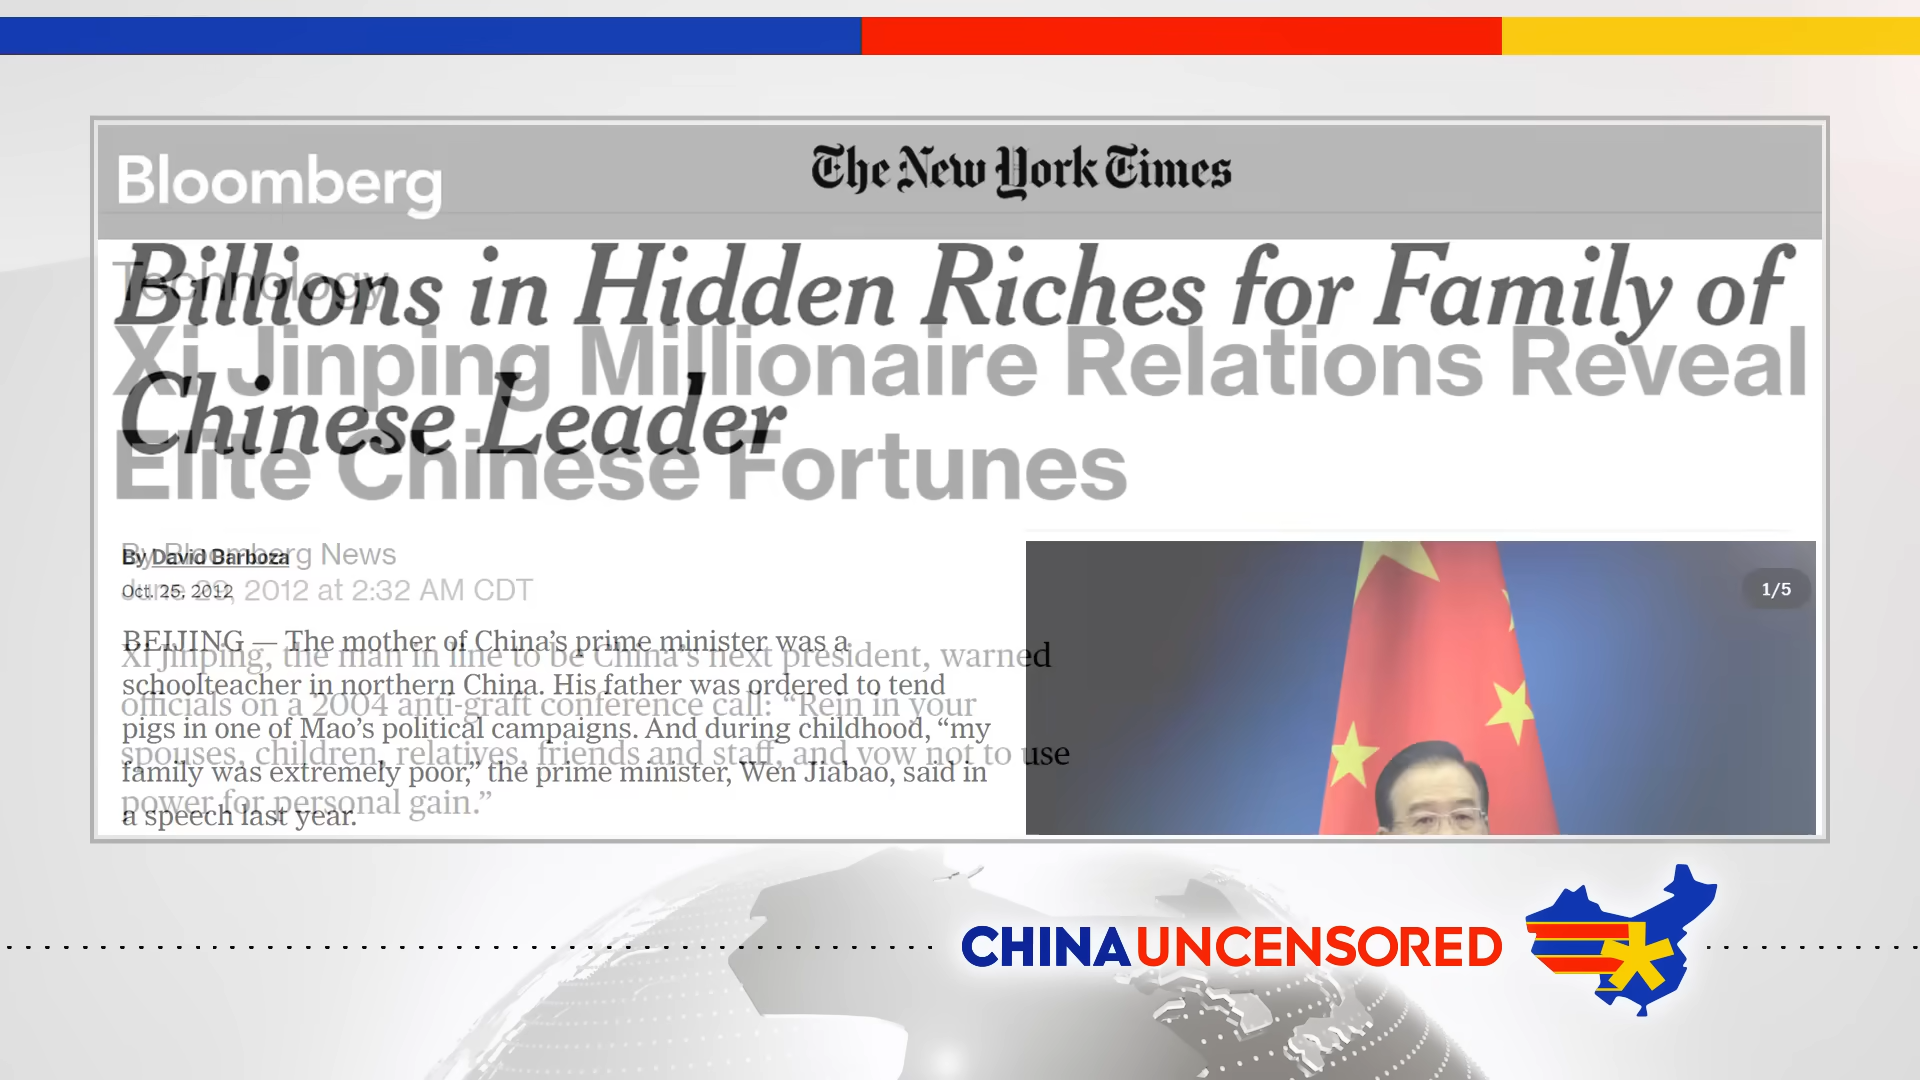 Bloomberg
The New York Times
Technology
Billions in Hidden Riches for Family of
Chinese Leader
Xi Jinping Millionaire Relations Reveal
Elite Chinese Fortunes
By Bloomberg News
June 29, 2012 at 2:32 AM CDT
By David Barboza
Oct. 25, 2012
BEIJING — The mother of China’s prime minister was a
schoolteacher in northern China. His father was ordered to tend
pigs in one of Mao’s political campaigns. And during childhood, “my
family was extremely poor,” the prime minister, Wen Jiabao, said in
a speech last year.
Xi Jinping, the man in line to be China’s next president, warned
officials on a 2004 anti-graft conference call: “Rein in your
spouses, children, relatives, friends and staff, and vow not to use
power for personal gain.”
1/5
CHINA UNCENSORED